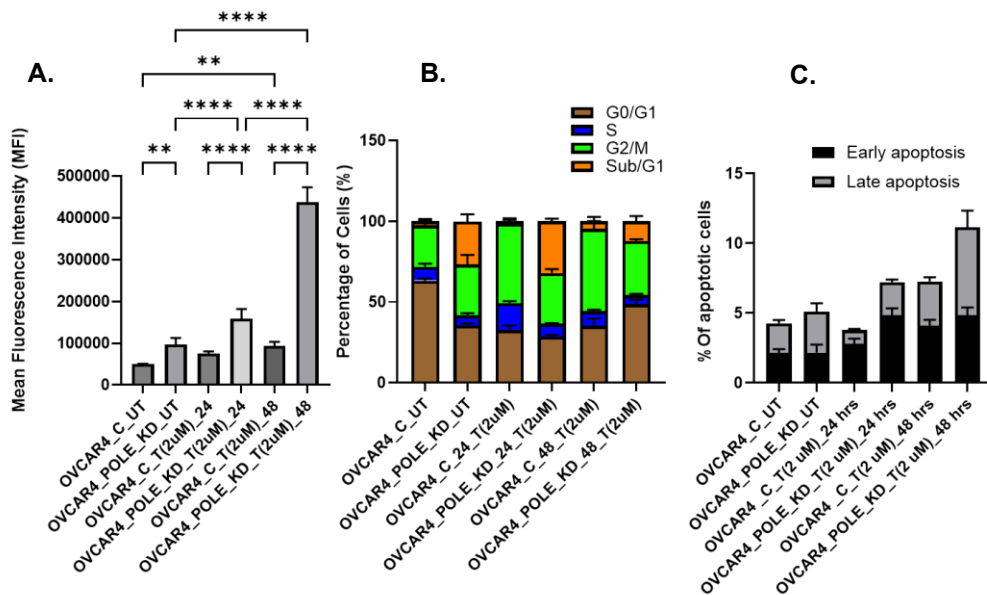 A.
****
**
****
****
**
****
****
Mean Fluorescence Intensity (MFI)
500000
400000
300000
200000
100000
0
OVCAR4_C_UT
OVCAR4_POLE_KD_UT
OVCAR4_C_T(2uM)_24
OVCAR4_POLE_KD_T(2uM)_24
OVCAR4_C_T(2uM)_48
OVCAR4_POLE_KD_T(2uM)_48
B.
G0/G1
S
G2/M
Sub/G1
Percentage of Cells (%)
150
100
50
0
OVCAR4_C_UT
OVCAR4_POLE_KD_UT
OVCAR4_C_24_T(2uM)
OVCAR4_POLE_KD_24_T(2uM)
OVCAR4_C_48_T(2uM)
OVCAR4_POLE_KD_48_T(2uM)
C.
Early apoptosis
Late apoptosis
% Of apoptotic cells
15
10
5
0
OVCAR4_C_UT
OVCAR4_POLE_KD_UT
OVCAR4_C_T(2 uM)_24 hrs
OVCAR4_POLE_KD_T(2 uM)_24 hrs
OVCAR4_C_T(2 uM)_48 hrs
OVCAR4_POLE_KD_T(2 uM)_48 hrs